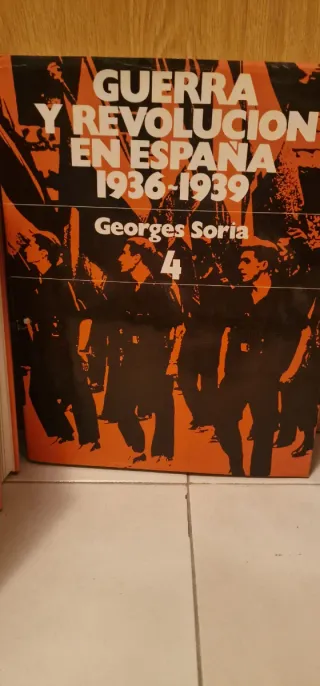 GUERRA
Y REVOLUCION
EN ESPAÑA
1936-1939
Georges Soria
4